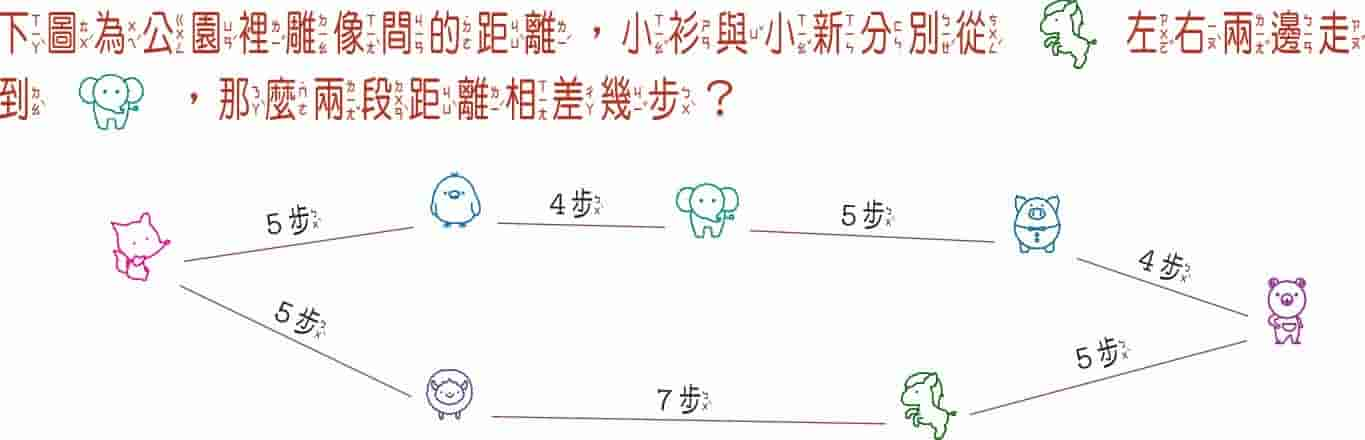 下圖為公園裡雕像間的距離，小衫與小新分別從 左右兩邊走
到 ，那麼兩段距離相差幾步？
5步 4步 5步
4步
5步 5步
7步